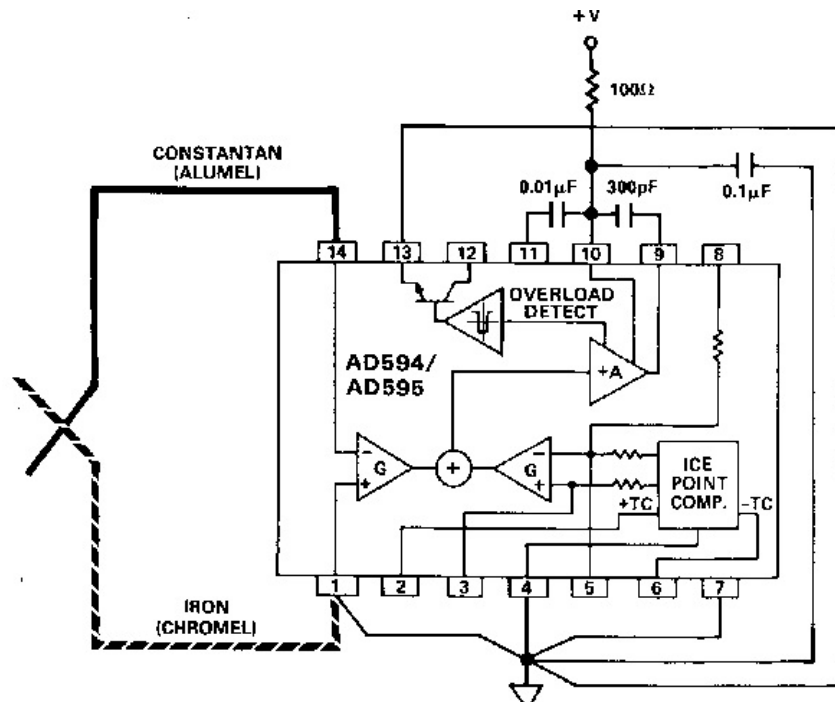 +V
100Ω
CONSTANTAN
(ALUMEL)
0.01μF
300pF
0.1μF
14
13
12
11
10
9
8
OVERLOAD
DETECT
AD594/
AD595
+A
−
G
+
+
−
G
+
ICE
POINT
COMP.
+TC
−TC
1
2
3
4
5
6
7
IRON
(CHROMEL)